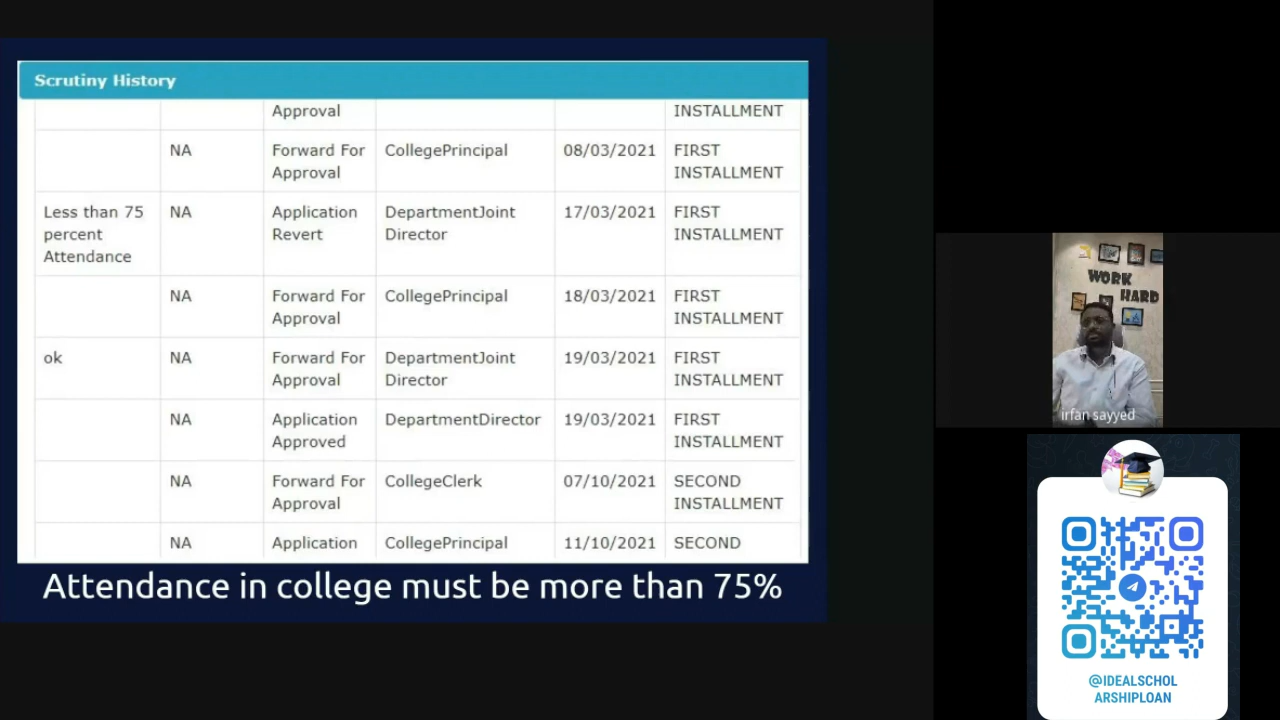 Scrutiny History
Approval INSTALLMENT
NA Forward For CollegePrincipal 08/03/2021 FIRST
Approval INSTALLMENT
Less than 75 NA Application DepartmentJoint 17/03/2021 FIRST
percent Revert Director INSTALLMENT
Attendance
NA Forward For CollegePrincipal 18/03/2021 FIRST
Approval INSTALLMENT
ok NA Forward For DepartmentJoint 19/03/2021 FIRST
Approval Director INSTALLMENT
NA Application DepartmentDirector 19/03/2021 FIRST
Approved INSTALLMENT
NA Forward For CollegeClerk 07/10/2021 SECOND
Approval INSTALLMENT
NA Application CollegePrincipal 11/10/2021 SECOND
Attendance in college must be more than 75%
WORK
HARD
irfan sayyed
@IDEALSCHOL
ARSHIPLOAN